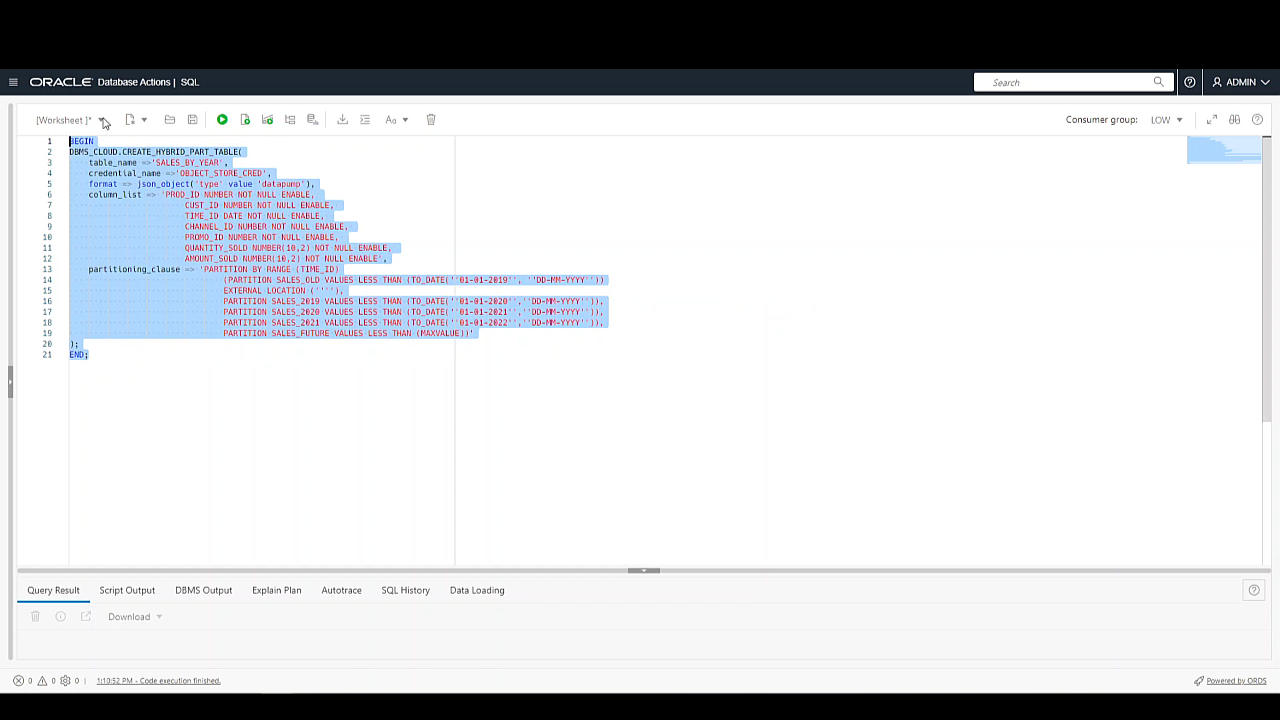 ORACLE Database Actions | SQL
Search
ADMIN
[Worksheet ]*
Aa
Consumer group: LOW
1 BEGIN
2 DBMS_CLOUD.CREATE_HYBRID_PART_TABLE(
3 table_name =>'SALES_BY_YEAR',
4 credential_name =>'OBJECT_STORE_CRED',
5 format => json_object('type' value 'datapump'),
6 column_list => 'PROD_ID NUMBER NOT NULL ENABLE,
7 CUST_ID NUMBER NOT NULL ENABLE,
8 TIME_ID DATE NOT NULL ENABLE,
9 CHANNEL_ID NUMBER NOT NULL ENABLE,
10 PROMO_ID NUMBER NOT NULL ENABLE,
11 QUANTITY_SOLD NUMBER(10,2) NOT NULL ENABLE,
12 AMOUNT_SOLD NUMBER(10,2) NOT NULL ENABLE',
13 partitioning_clause => 'PARTITION BY RANGE (TIME_ID)
14 (PARTITION SALES_OLD VALUES LESS THAN (TO_DATE(''01-01-2019'', ''DD-MM-YYYY''))
15 EXTERNAL LOCATION (''''),
16 PARTITION SALES_2019 VALUES LESS THAN (TO_DATE(''01-01-2020'',''DD-MM-YYYY'')),
17 PARTITION SALES_2020 VALUES LESS THAN (TO_DATE(''01-01-2021'',''DD-MM-YYYY'')),
18 PARTITION SALES_2021 VALUES LESS THAN (TO_DATE(''01-01-2022'',''DD-MM-YYYY'')),
19 PARTITION SALES_FUTURE VALUES LESS THAN (MAXVALUE))'
20 );
21 END;
Query Result Script Output DBMS Output Explain Plan Autotrace SQL History Data Loading
Download
0 0 0 | 1:10:52 PM - Code execution finished.
Powered by ORDS